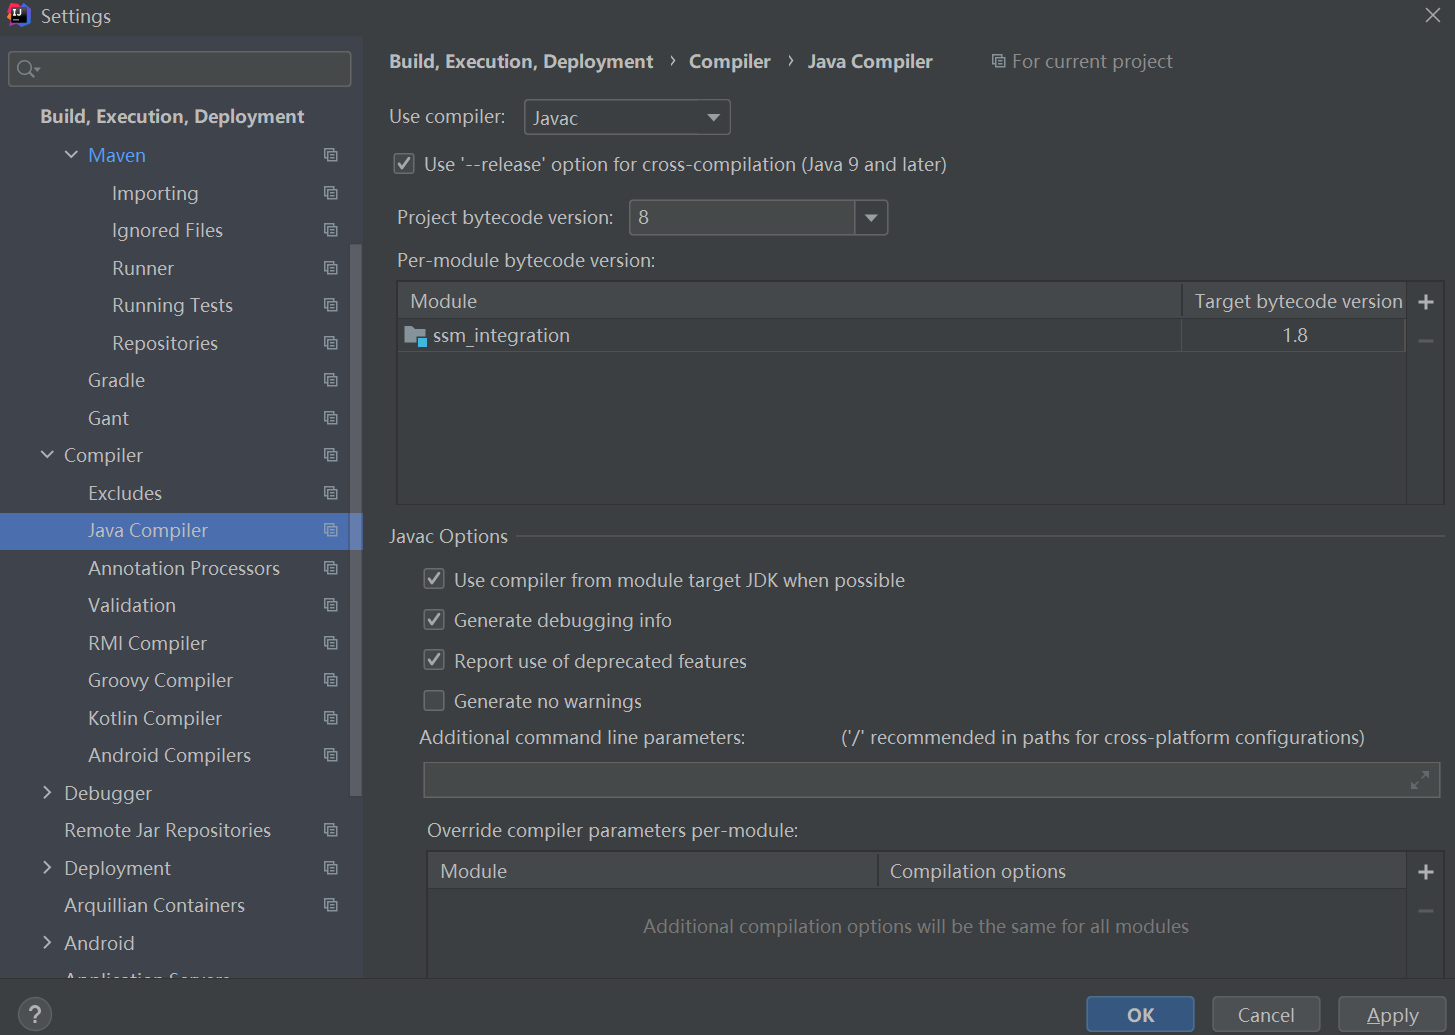 Settings
Build, Execution, Deployment
Maven
Importing
Ignored Files
Runner
Running Tests
Repositories
Gradle
Gant
Compiler
Excludes
Java Compiler
Annotation Processors
Validation
RMI Compiler
Groovy Compiler
Kotlin Compiler
Android Compilers
Debugger
Remote Jar Repositories
Deployment
Arquillian Containers
Android
Build, Execution, Deployment › Compiler › Java Compiler For current project
Use compiler: Javac
Use '--release' option for cross-compilation (Java 9 and later)
Project bytecode version: 8
Per-module bytecode version:
Module Target bytecode version
ssm_integration 1.8
Javac Options
Use compiler from module target JDK when possible
Generate debugging info
Report use of deprecated features
Generate no warnings
Additional command line parameters: ('/' recommended in paths for cross-platform configurations)
Override compiler parameters per-module:
Module Compilation options
Additional compilation options will be the same for all modules
? OK Cancel Apply